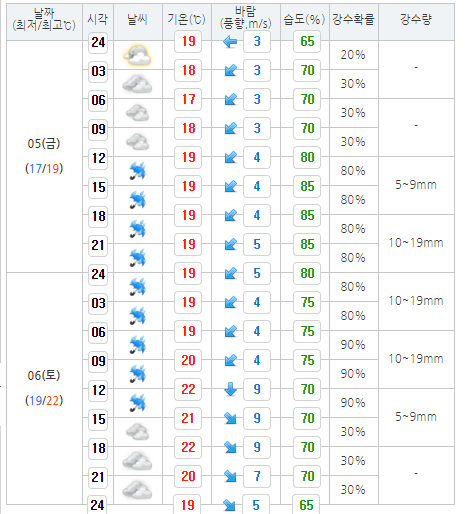 날짜 시각 날씨 기온(℃) 바람 습도(%) 강수확률 강수량
(최저/최고℃) (풍향,m/s)
24 19 3 65
20% -
03 18 3 70
30%
06 17 3 70
30% -
09 18 3 70
05(금) 30%
12 19 4 80
(17/19) 80% 5~9mm
15 19 4 85
80%
18 19 4 85
80% 10~19mm
21 19 5 85
80%
24 19 5 80
80% 10~19mm
03 19 4 75
80%
06 19 4 75
90% 10~19mm
09 20 4 75
06(토) 90%
12 22 9 70
(19/22) 90% 5~9mm
15 21 9 70
30%
18 22 9 70
30% -
21 20 7 70
30%
24 19 5 65